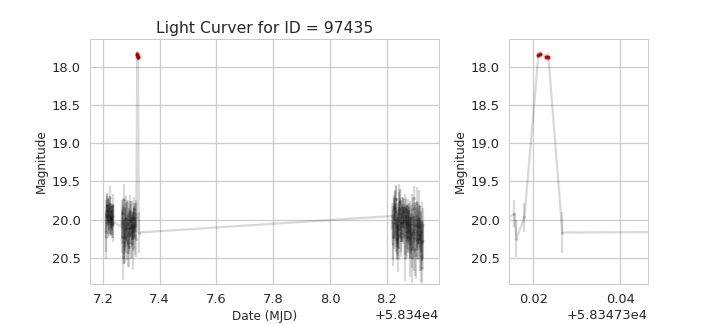 Light Curver for ID = 97435
Magnitude
18.0
18.5
19.0
19.5
20.0
20.5
7.2 7.4 7.6 7.8 8.0 8.2
Date (MJD)
+5.834e4
Magnitude
18.0
18.5
19.0
19.5
20.0
20.5
0.02 0.04
+5.83473e4